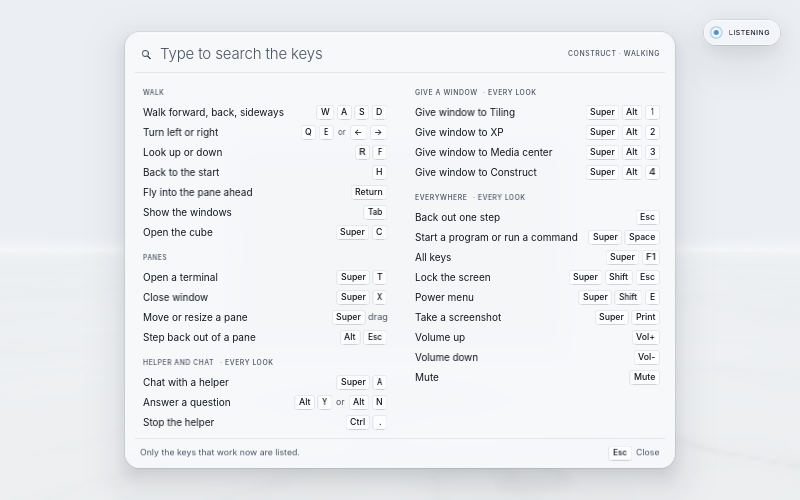 Type to search the keys
CONSTRUCT · WALKING
LISTENING
WALK
Walk forward, back, sideways W A S D
Turn left or right Q E or ← →
Look up or down R F
Back to the start H
Fly into the pane ahead Return
Show the windows Tab
Open the cube Super C
PANES
Open a terminal Super T
Close window Super X
Move or resize a pane Super drag
Step back out of a pane Alt Esc
HELPER AND CHAT · EVERY LOOK
Chat with a helper Super A
Answer a question Alt Y or Alt N
Stop the helper Ctrl .
GIVE A WINDOW · EVERY LOOK
Give window to Tiling Super Alt 1
Give window to XP Super Alt 2
Give window to Media center Super Alt 3
Give window to Construct Super Alt 4
EVERYWHERE · EVERY LOOK
Back out one step Esc
Start a program or run a command Super Space
All keys Super F1
Lock the screen Super Shift Esc
Power menu Super Shift E
Take a screenshot Super Print
Volume up Vol+
Volume down Vol-
Mute Mute
Only the keys that work now are listed.
Esc Close